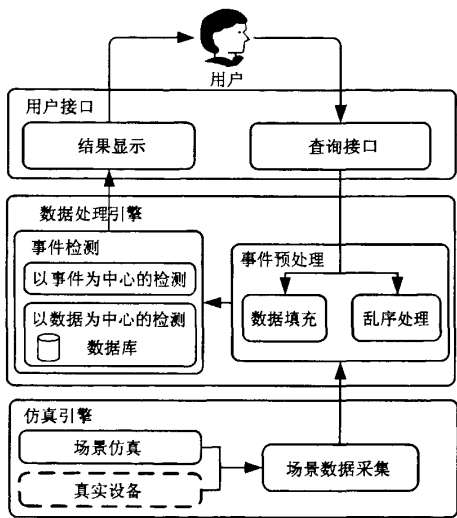 用户
用户接口
结果显示
查询接口
数据处理引擎
事件检测
以事件为中心的检测
以数据为中心的检测
数据库
事件预处理
数据填充
乱序处理
仿真引擎
场景仿真
真实设备
场景数据采集